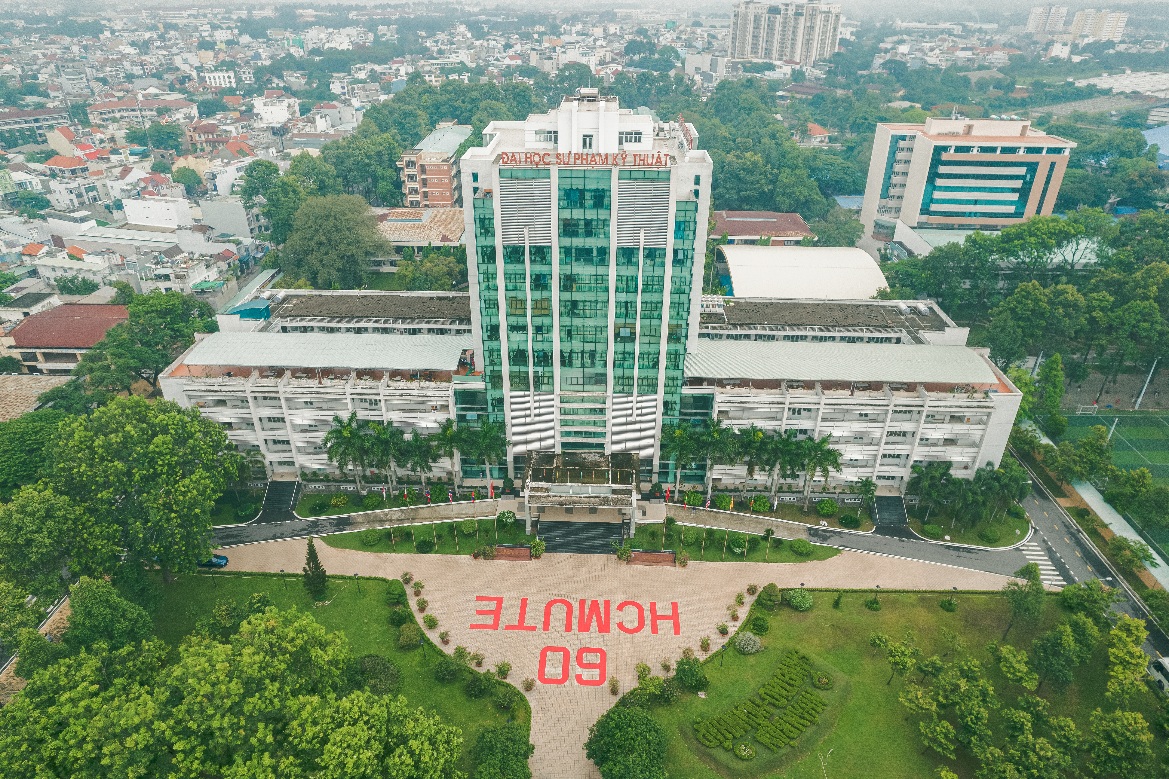 ĐẠI HỌC SƯ PHẠM KỸ THUẬT
60
HCMUTE